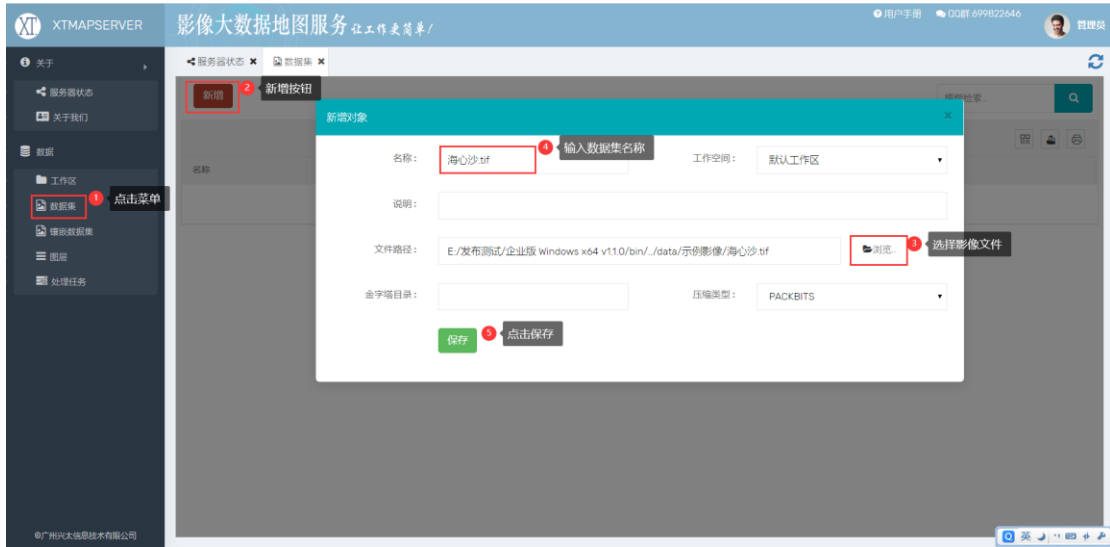 XTMAPSERVER
影像大数据地图服务 让工作更简单！
用户手册 QQ群:699822646 管理员
关于
服务器状态 数据集
服务器状态
新增 2 新增按钮 模糊检索..
关于我们
新增对象
数据
名称： 海心沙.tif 4 输入数据集名称 工作空间： 默认工作区
名称
工作区
数据集 1 点击菜单
说明：
镶嵌数据集
文件路径： E:/发布测试/企业版 Windows x64 v1.1.0/bin/../data/示例影像/海心沙.tif 浏览.. 3 选择影像文件
图层
处理任务
金字塔目录： 压缩类型： PACKBITS
保存 5 点击保存
©广州兴太信息技术有限公司
英